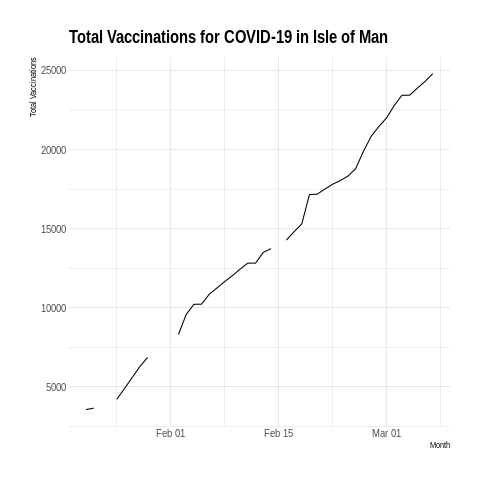 Total Vaccinations for COVID-19 in Isle of Man
Total Vaccinations
25000
20000
15000
10000
5000
Feb 01
Feb 15
Mar 01
Month